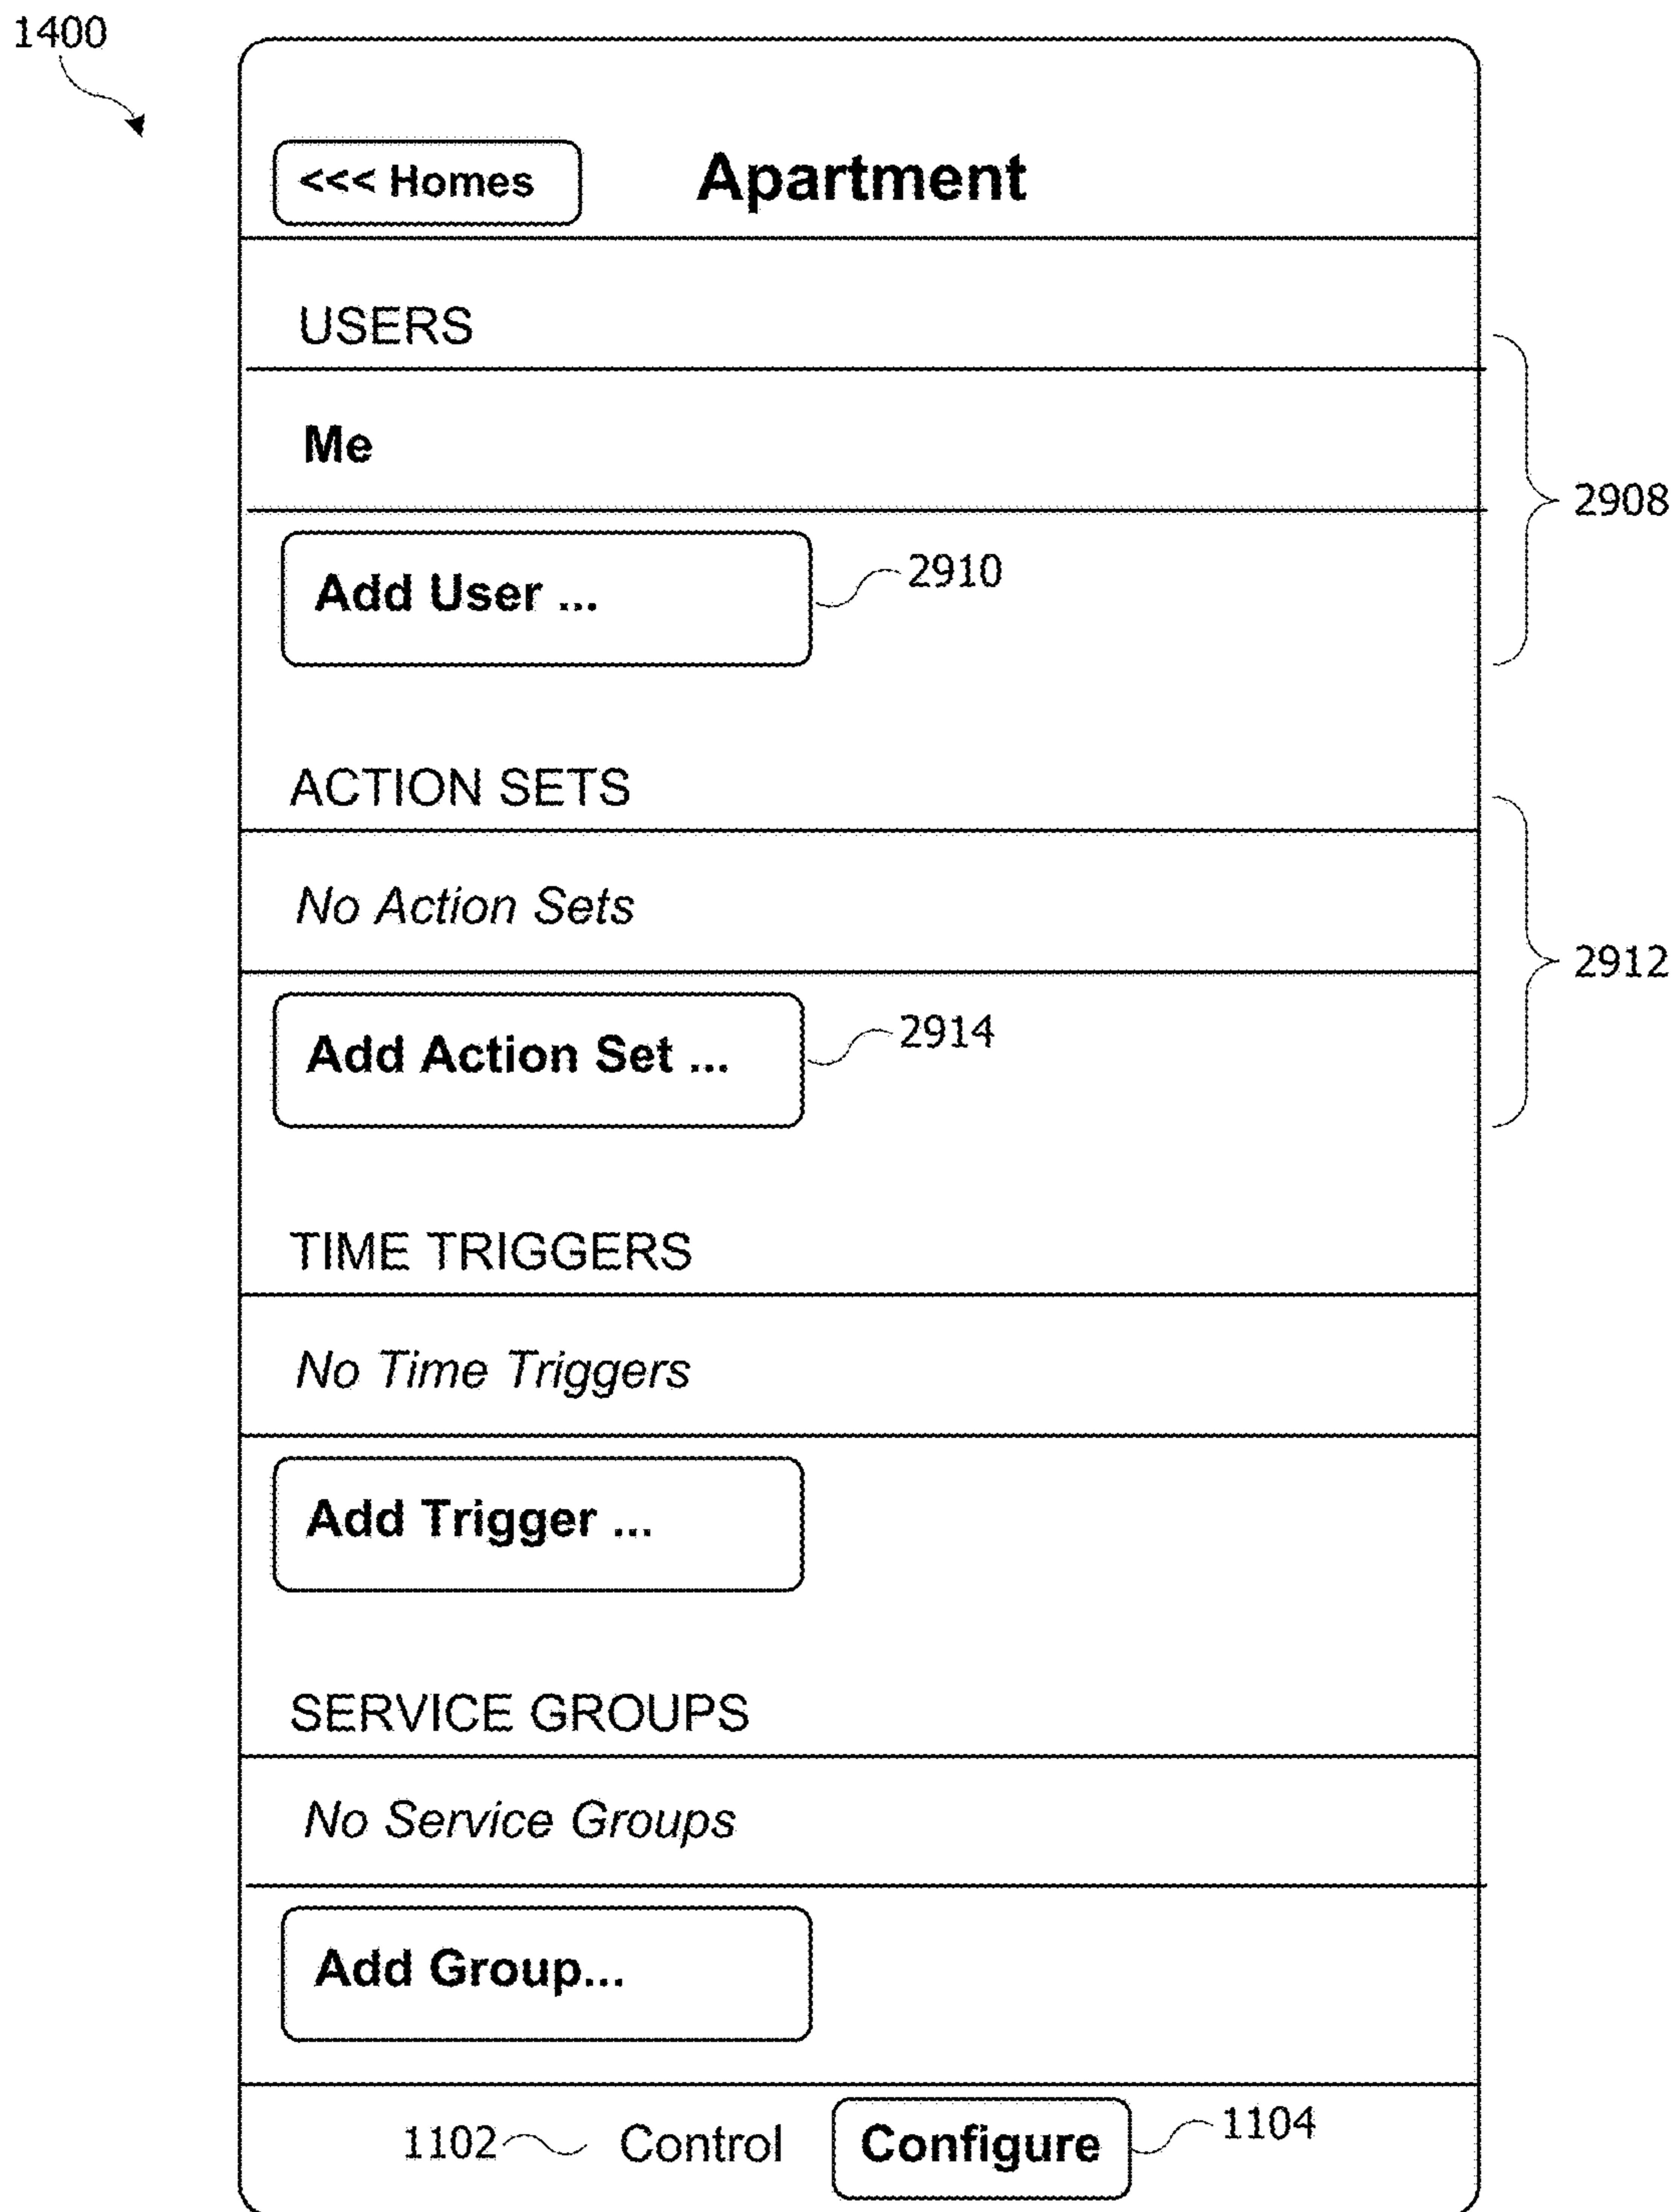 1400
<<< Homes Apartment
USERS
Me
2908
Add User ... 2910
ACTION SETS
No Action Sets
2912
Add Action Set ... 2914
TIME TRIGGERS
No Time Triggers
Add Trigger ...
SERVICE GROUPS
No Service Groups
Add Group...
1102 Control Configure 1104